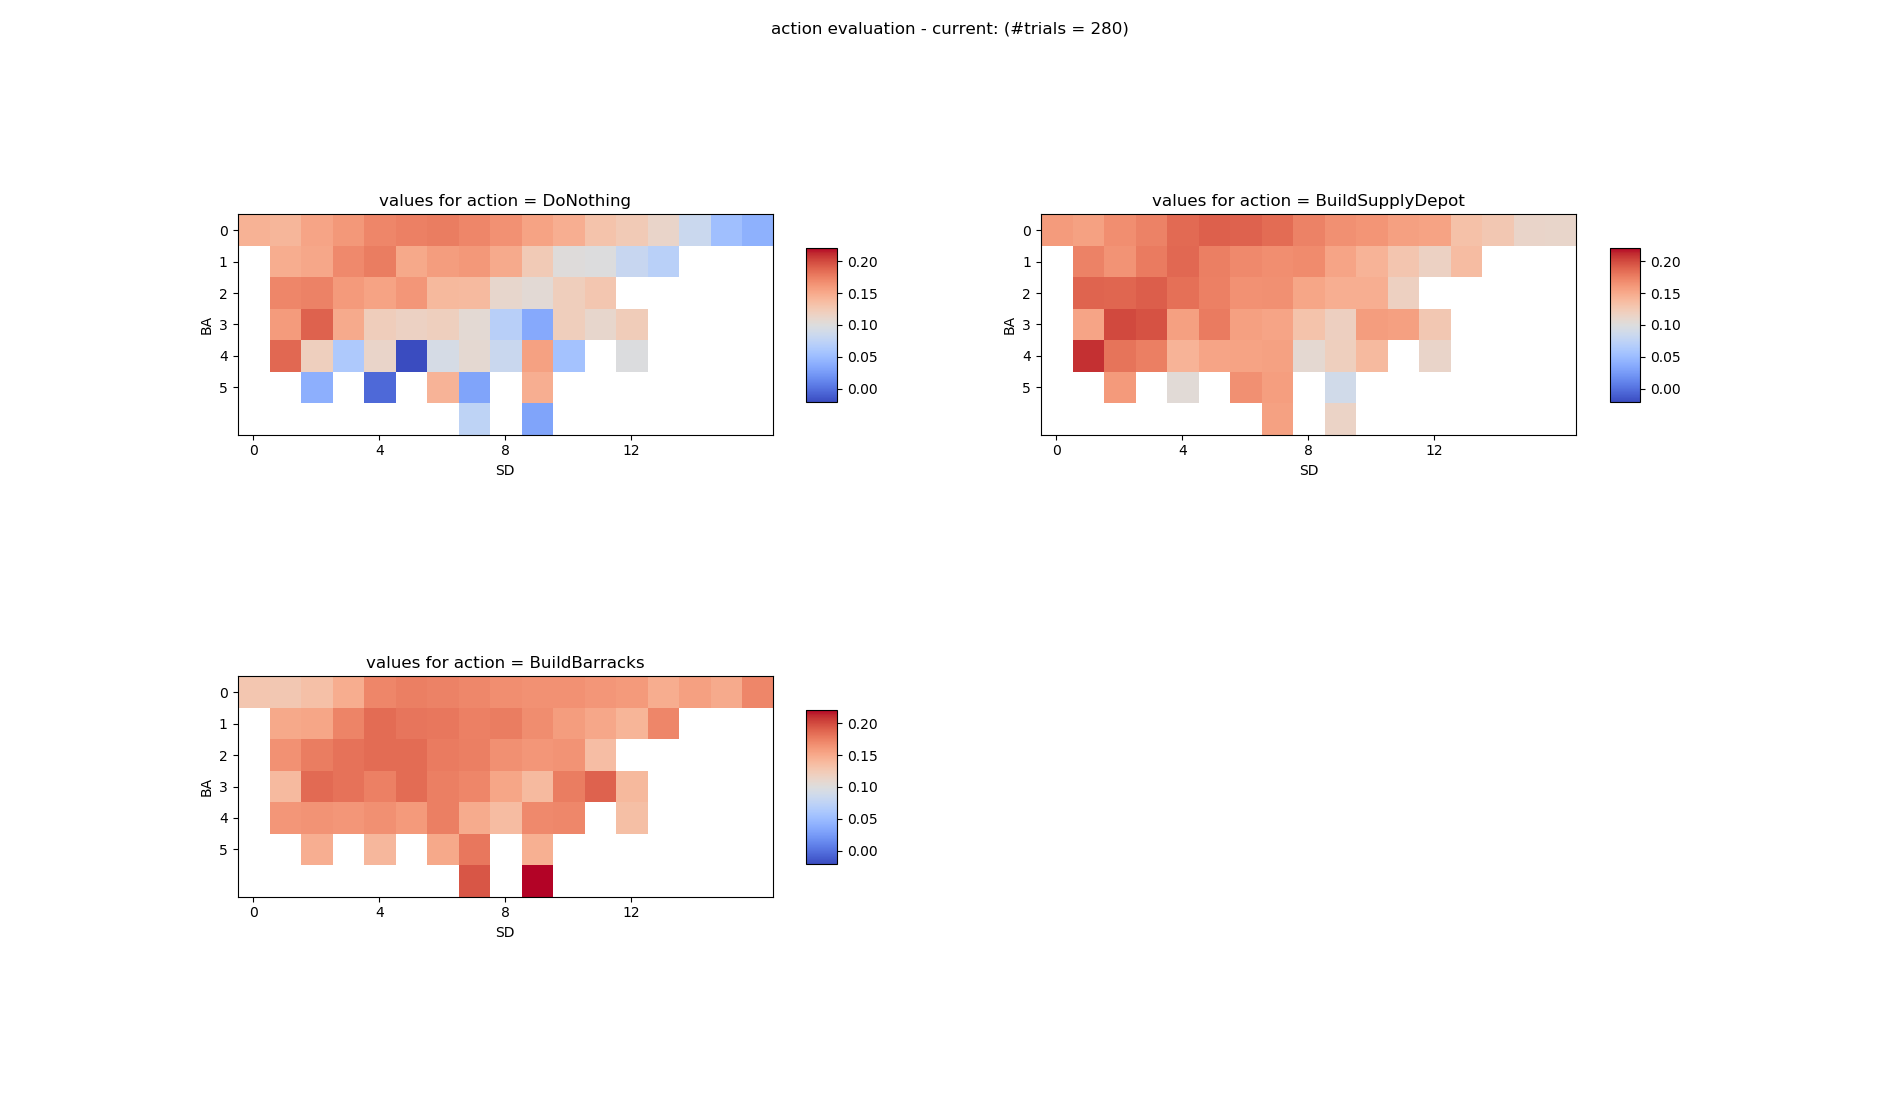 action evaluation - current: (#trials = 280)
values for action = DoNothing
0
1
2
3
4
5
BA
0 4 8 12
SD
0.20
0.15
0.10
0.05
0.00
values for action = BuildSupplyDepot
0
1
2
3
4
5
BA
0 4 8 12
SD
0.20
0.15
0.10
0.05
0.00
values for action = BuildBarracks
0
1
2
3
4
5
BA
0 4 8 12
SD
0.20
0.15
0.10
0.05
0.00